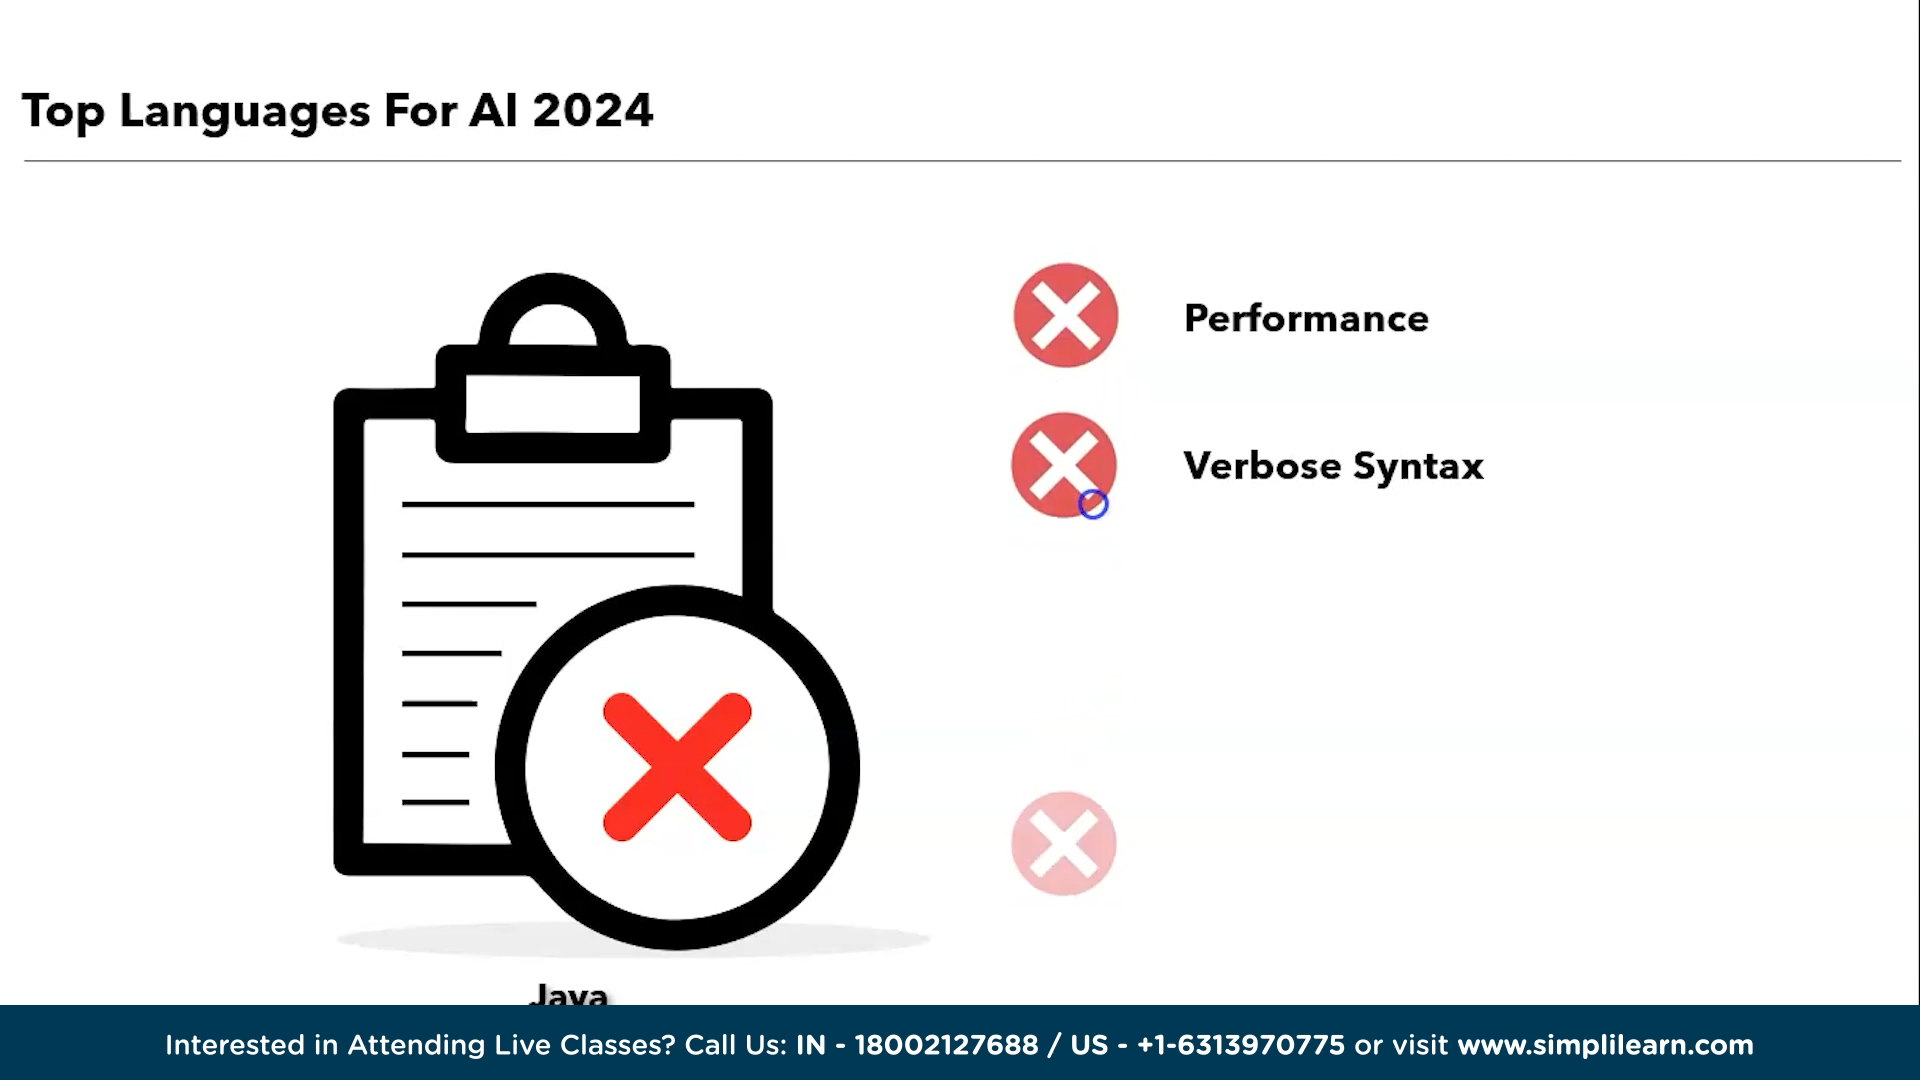 Top Languages For AI 2024
Performance
Verbose Syntax
Java
Interested in Attending Live Classes? Call Us: IN - 18002127688 / US - +1-6313970775 or visit www.simplilearn.com